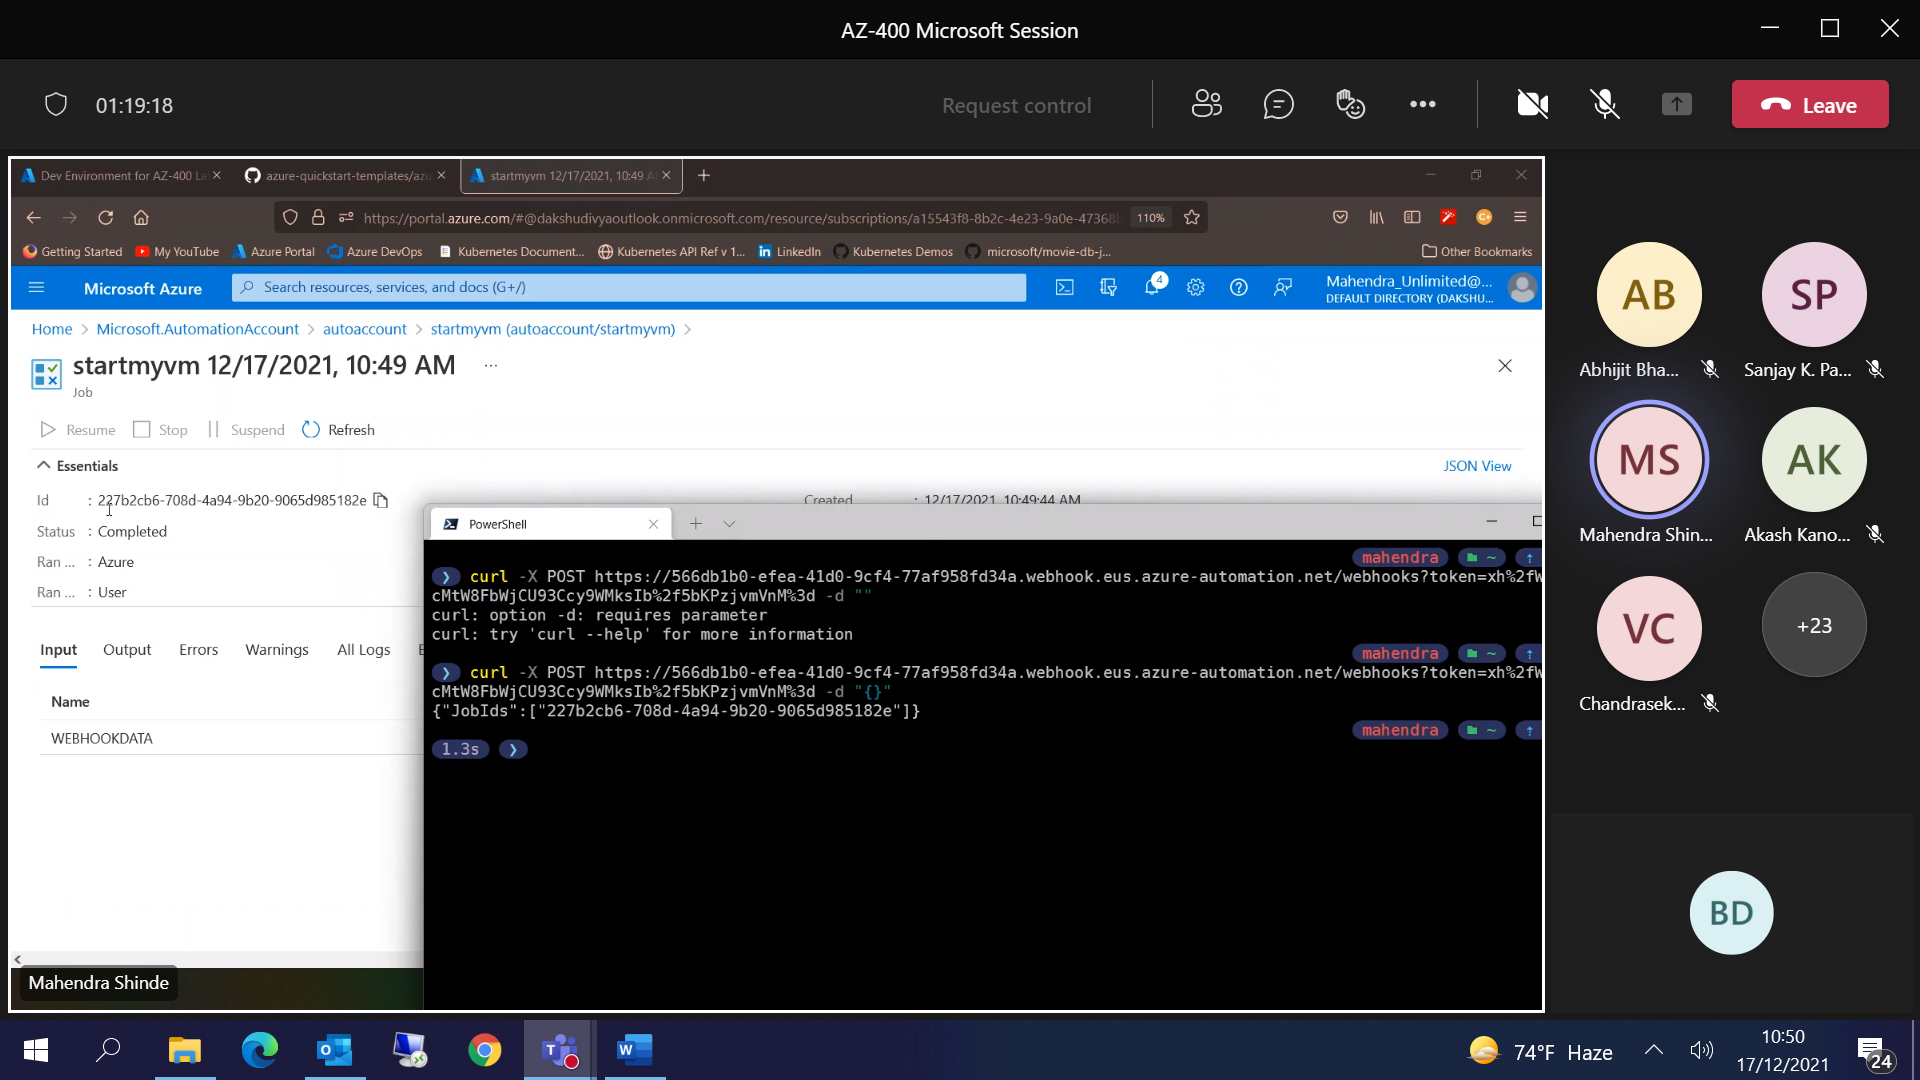 AZ-400 Microsoft Session
01:19:18
Request control
Leave
Dev Environment for AZ-400 La
azure-quickstart-templates/azu
startmyvm 12/17/2021, 10:49 A
https://portal.azure.com/#@dakshudivyaoutlook.onmicrosoft.com/resource/subscriptions/a15543f8-8b2c-4e23-9a0e-47368
110%
Getting Started
My YouTube
Azure Portal
Azure DevOps
Kubernetes Document...
Kubernetes API Ref v 1...
LinkedIn
Kubernetes Demos
microsoft/movie-db-j...
Other Bookmarks
Microsoft Azure
Search resources, services, and docs (G+/)
4
Mahendra_Unlimited@...
DEFAULT DIRECTORY (DAKSHU...
Home > Microsoft.AutomationAccount > autoaccount > startmyvm (autoaccount/startmyvm) >
startmyvm 12/17/2021, 10:49 AM ...
Job
Resume
Stop
Suspend
Refresh
Essentials
JSON View
Id : 227b2cb6-708d-4a94-9b20-9065d985182e
Created : 12/17/2021, 10:49:44 AM
Status : Completed
Ran ... : Azure
Ran ... : User
Input
Output
Errors
Warnings
All Logs
Name
WEBHOOKDATA
PowerShell
mahendra ~
❯ curl -X POST https://566db1b0-efea-41d0-9cf4-77af958fd34a.webhook.eus.azure-automation.net/webhooks?token=xh%2fW
cMtW8FbWjCU93Ccy9WMksIb%2f5bKPzjvmVnM%3d -d ""
curl: option -d: requires parameter
curl: try 'curl --help' for more information
mahendra ~
❯ curl -X POST https://566db1b0-efea-41d0-9cf4-77af958fd34a.webhook.eus.azure-automation.net/webhooks?token=xh%2fW
cMtW8FbWjCU93Ccy9WMksIb%2f5bKPzjvmVnM%3d -d "{}"
{"JobIds":["227b2cb6-708d-4a94-9b20-9065d985182e"]}
mahendra ~
1.3s ❯
Mahendra Shinde
AB
Abhijit Bha...
SP
Sanjay K. Pa...
MS
Mahendra Shin...
AK
Akash Kano...
VC
Chandrasek...
+23
BD
74°F Haze
10:50
17/12/2021
24